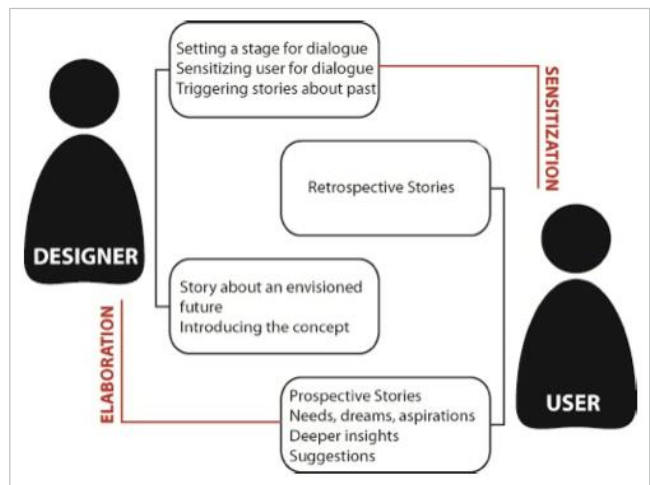 Setting a stage for dialogue
Sensitizing user for dialogue
Triggering stories about past
SENSITIZATION
Retrospective Stories
DESIGNER
Story about an envisioned
future
Introducing the concept
ELABORATION
Prospective Stories
Needs, dreams, aspirations
Deeper insights
Suggestions
USER